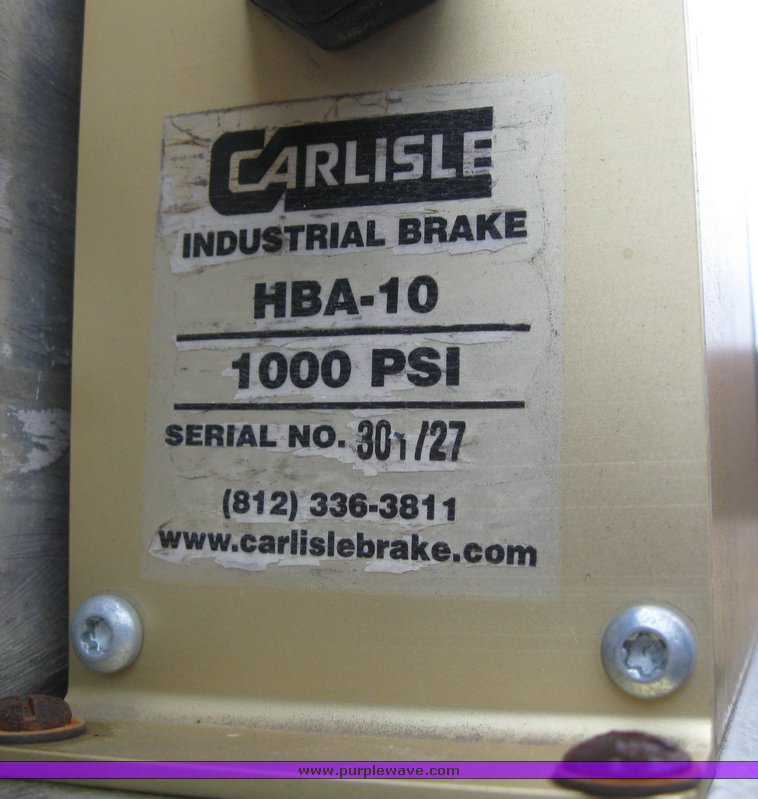 CARLISLE
INDUSTRIAL BRAKE
HBA-10
1000 PSI
SERIAL NO. 301/27
(812) 336-3811
www.carlislebrake.com
www.purplewave.com